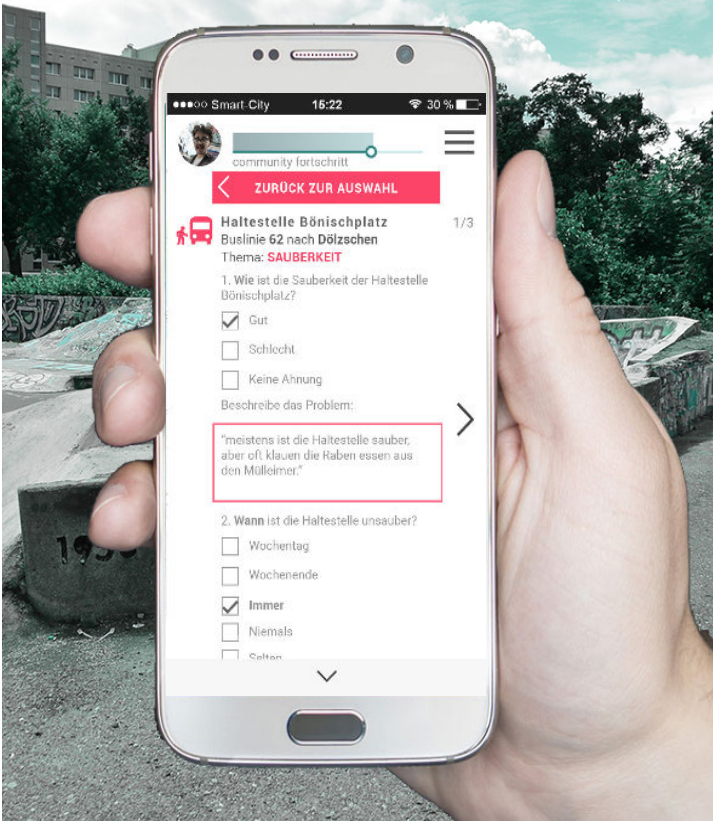 Smart-City 15:22 30 %
community fortschritt
ZURÜCK ZUR AUSWAHL
Haltestelle Bönischplatz 1/3
Buslinie 62 nach Dölzschen
Thema: SAUBERKEIT
1. Wie ist die Sauberkeit der Haltestelle
Bönischplatz?
Gut
Schlecht
Keine Ahnung
Beschreibe das Problem:
"meistens ist die Haltestelle sauber,
aber oft klauen die Raben essen aus
den Mülleimer."
2. Wann ist die Haltestelle unsauber?
Wochentag
Wochenende
Immer
Niemals
Selten